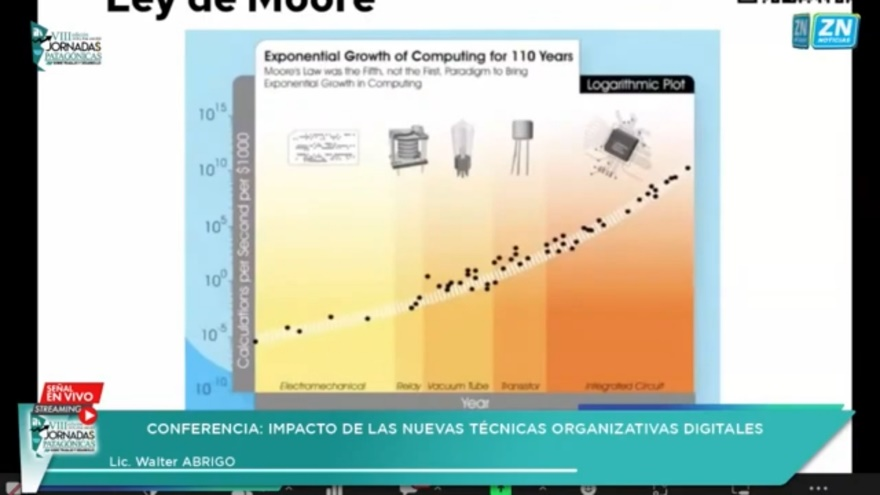 Ley de Moore
VIII
JORNADAS
PATAGÓNICAS
ZN
ZN
NOTICIAS
Exponential Growth of Computing for 110 Years
Moore's Law was the Fifth, not the First, Paradigm to Bring
Exponential Growth in Computing
Logarithmic Plot
Calculations per Second per $1000
10^15
10^10
10^5
10^0
10^-5
10^-10
Electromechanical
Relay
Vacuum Tube
Transistor
Integrated Circuit
Year
SEÑAL
EN VIVO
STREAMING
VIII
JORNADAS
PATAGÓNICAS
CONFERENCIA: IMPACTO DE LAS NUEVAS TÉCNICAS ORGANIZATIVAS DIGITALES
Lic. Walter ABRIGO